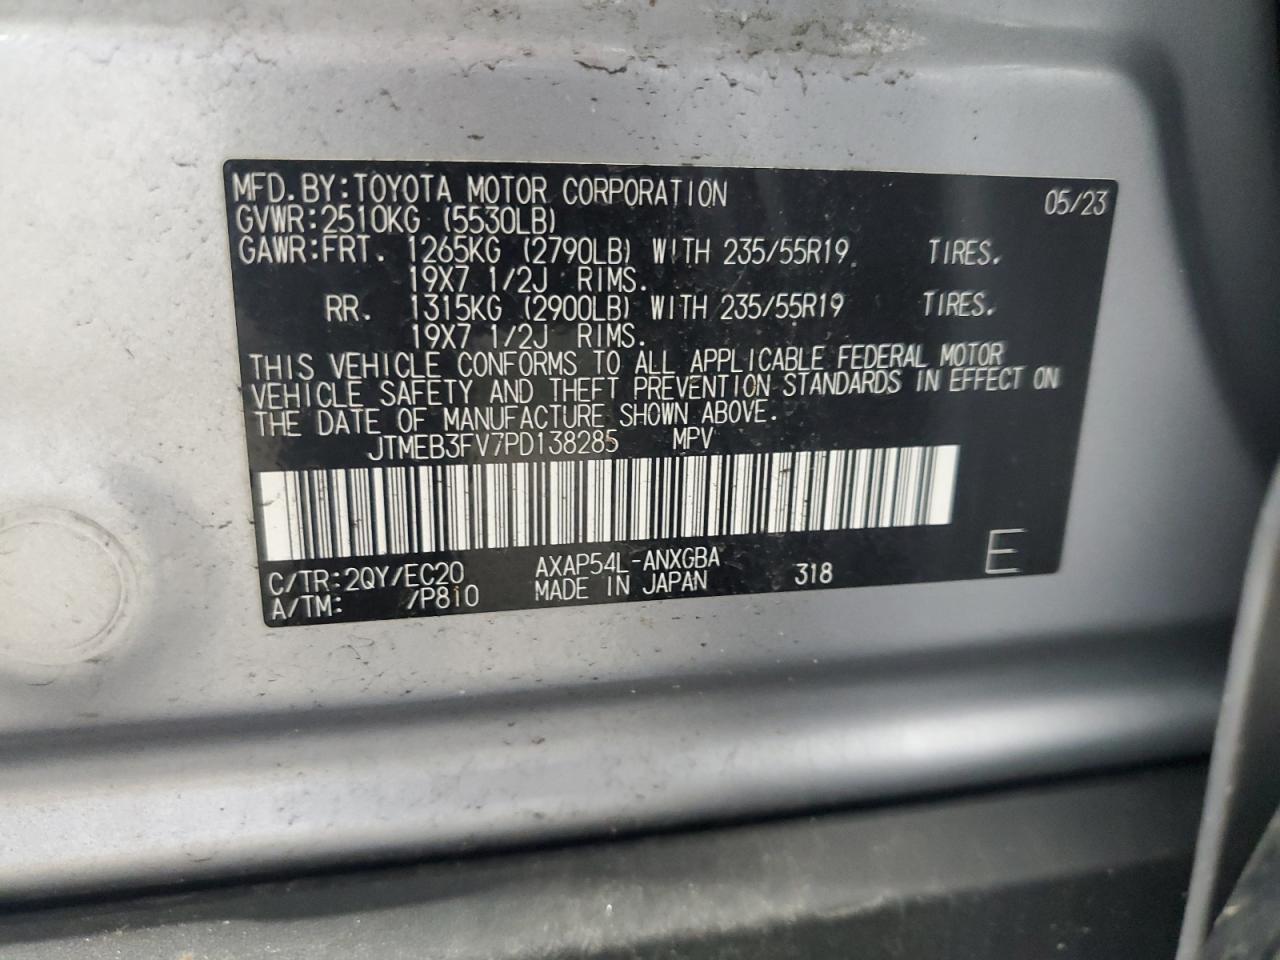 MFD. BY: TOYOTA MOTOR CORPORATION 05/23
GVWR: 2510KG (5530LB)
GAWR: FRT. 1265KG (2790LB) WITH 235/55R19 TIRES.
19X7 1/2J RIMS.
RR. 1315KG (2900LB) WITH 235/55R19 TIRES.
19X7 1/2J RIMS.
THIS VEHICLE CONFORMS TO ALL APPLICABLE FEDERAL MOTOR
VEHICLE SAFETY AND THEFT PREVENTION STANDARDS IN EFFECT ON
THE DATE OF MANUFACTURE SHOWN ABOVE.
JTMEB3FV7PD138285 MPV
C/TR: 2QY/EC20 AXAP54L-ANXGBA 318 E
A/TM: /P810 MADE IN JAPAN